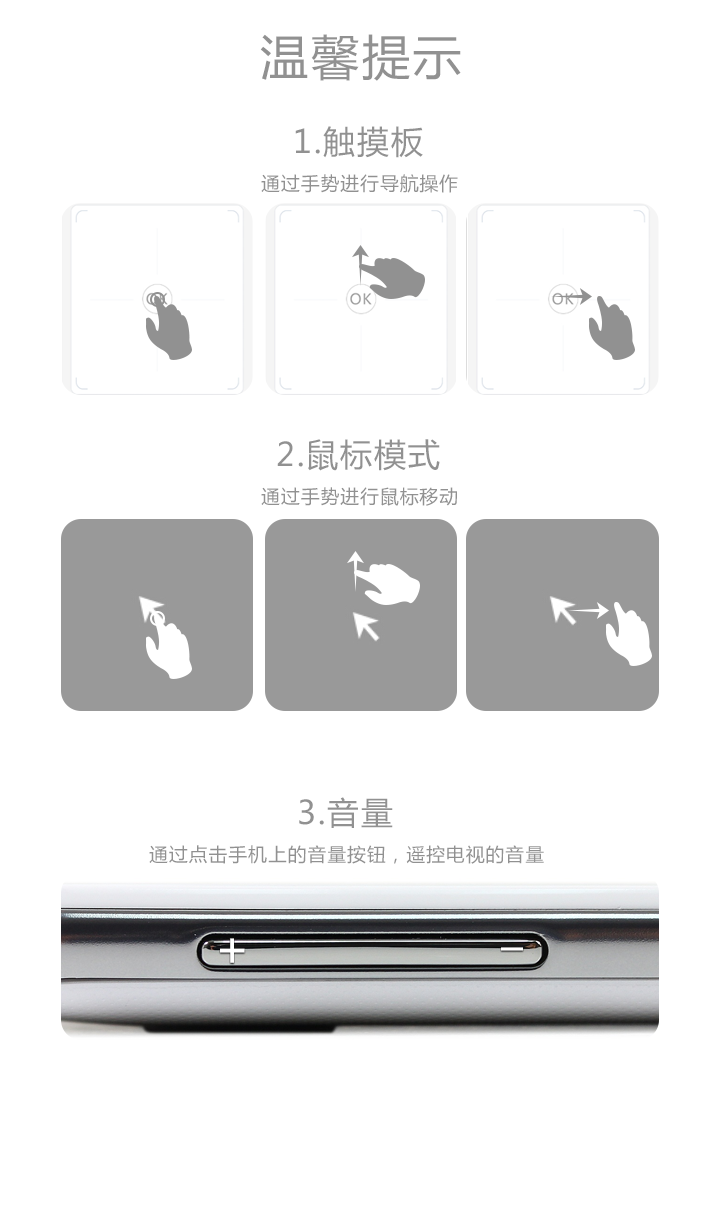 温馨提示
1.触摸板
通过手势进行导航操作
OK
OK
OK
2.鼠标模式
通过手势进行鼠标移动
3.音量
通过点击手机上的音量按钮，遥控电视的音量
+ −